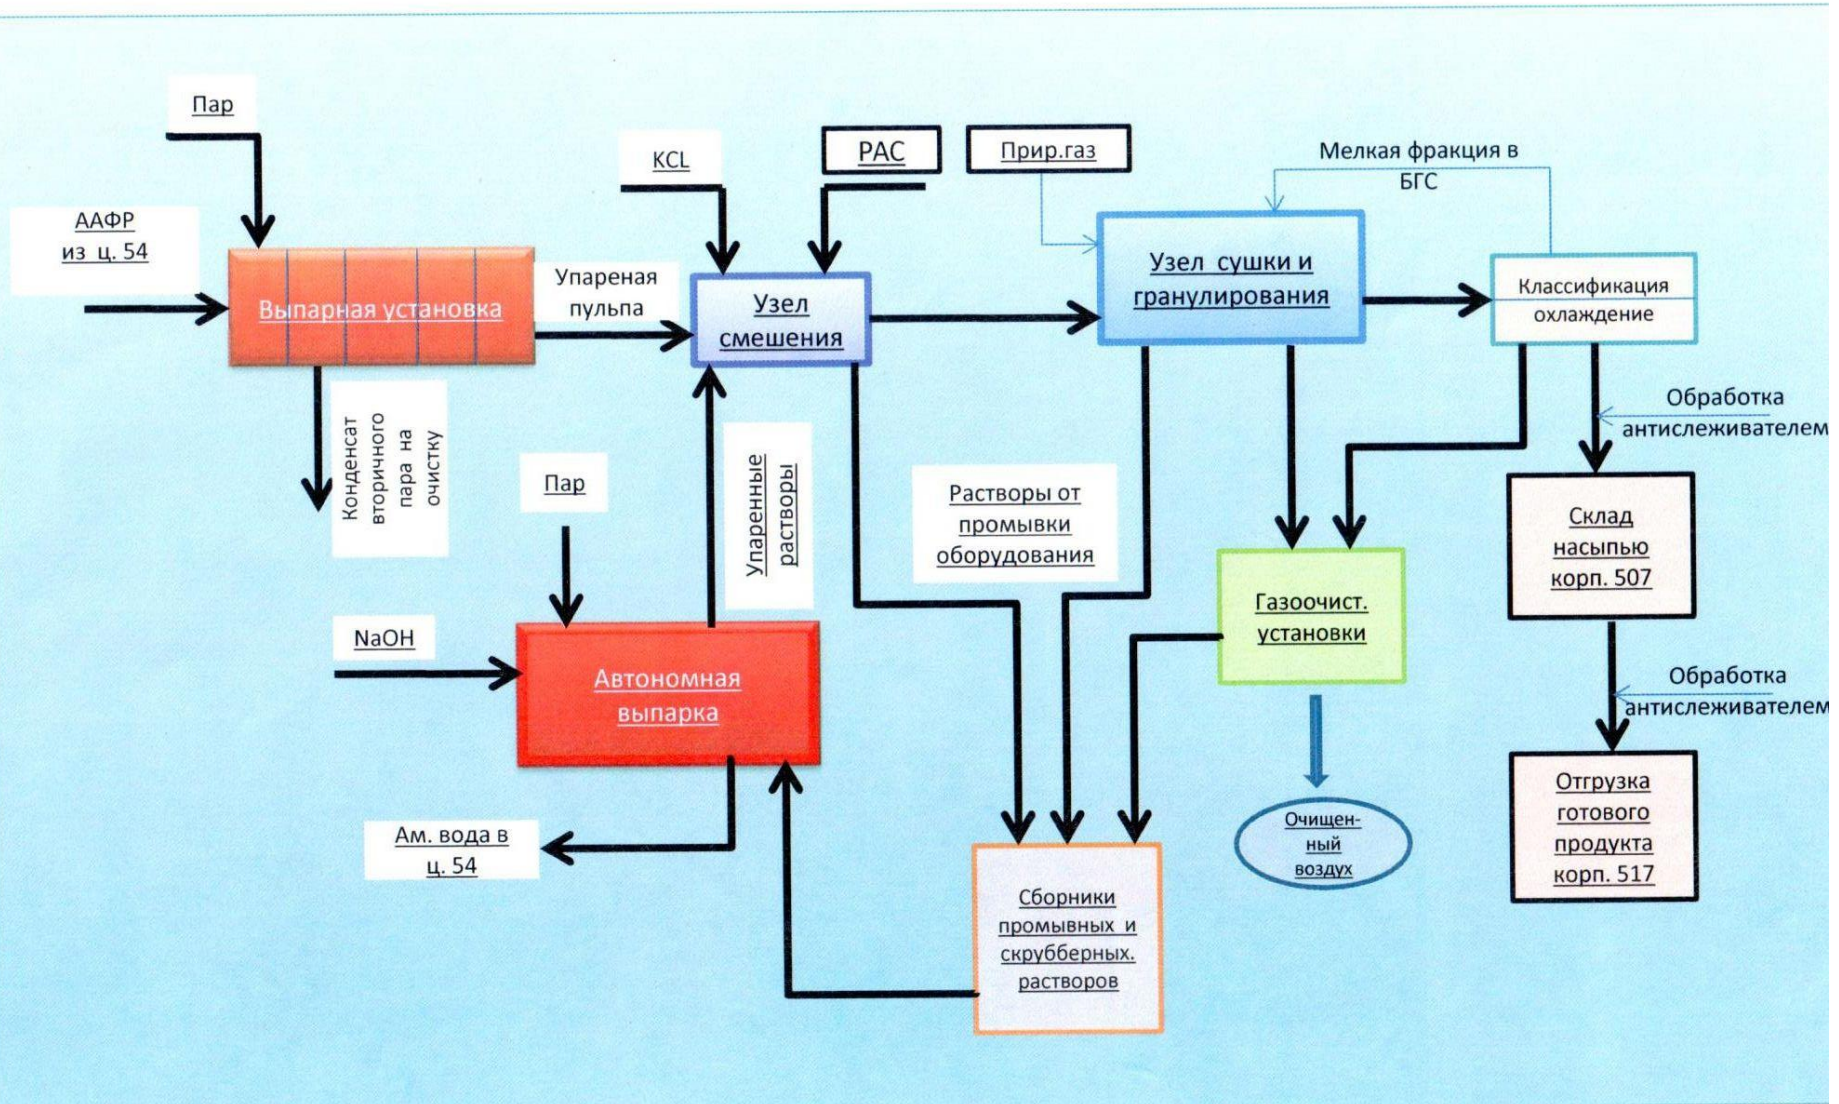 Пар
ААФР
из ц. 54
Выпарная установка
Упареная
пульпа
KCL
РАС
Прир.газ
Мелкая фракция в
БГС
Узел смешения
Узел сушки и
гранулирования
Классификация
охлаждение
Конденсат
вторичного
пара на
очистку
Пар
Упаренные
растворы
Растворы от
промывки
оборудования
Обработка
антислеживателем
Склад
насыпью
корп. 507
NaOH
Автономная
выпарка
Газоочист.
установки
Обработка
антислеживателем
Ам. вода в
ц. 54
Очищен-
ный
воздух
Отгрузка
готового
продукта
корп. 517
Сборники
промывных и
скрубберных.
растворов